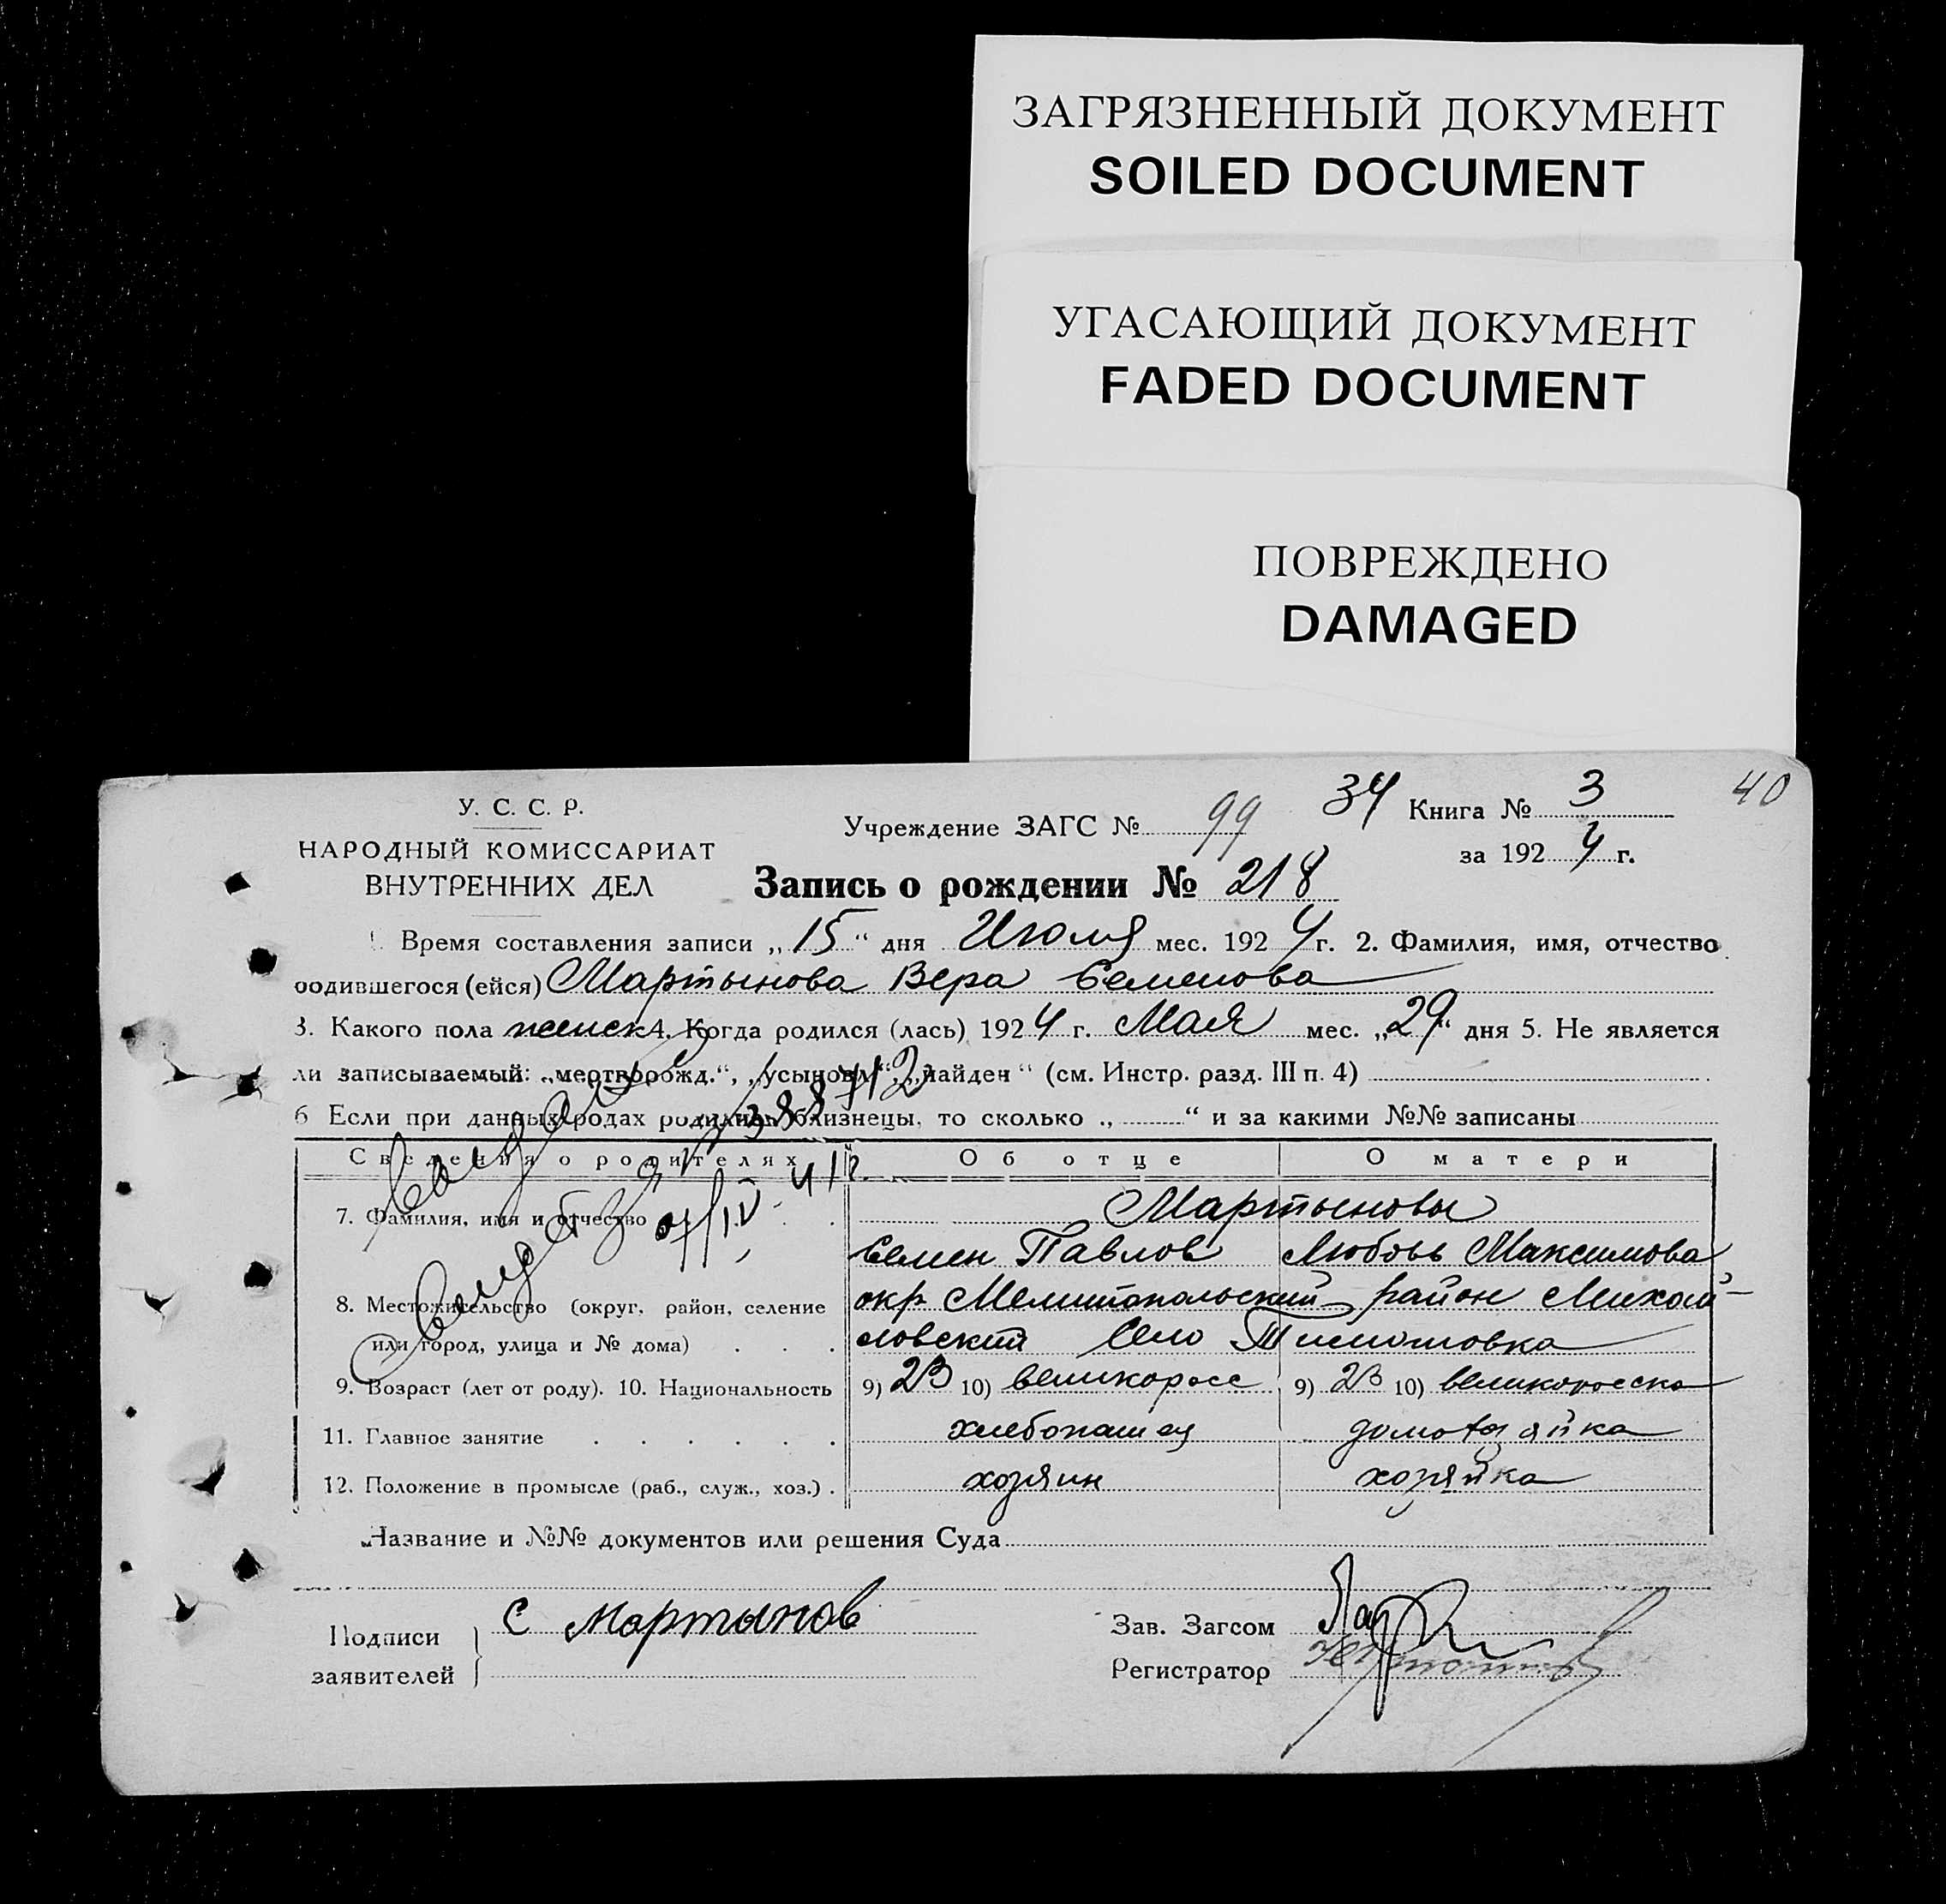 ЗАГРЯЗНЕННЫЙ ДОКУМЕНТ
SOILED DOCUMENT
УГАСАЮЩИЙ ДОКУМЕНТ
FADED DOCUMENT
ПОВРЕЖДЕНО
DAMAGED
40
У. С. С. Р.
НАРОДНЫЙ КОМИССАРИАТ
ВНУТРЕННИХ ДЕЛ
Учреждение ЗАГС № 99 34 Книга № 3
за 1924 г.
Запись о рождении № 218
Время составления записи „15“ дня Июля мес. 1924 г. 2. Фамилия, имя, отчество
родившегося (ейся) Мартынова Вера Семенова
3. Какого пола женск 4. Когда родился (лась) 1924 г. Мая мес. „29“ дня 5. Не является
ли записываемый: „мертворожд.“, „усыновл“, „найден“ (см. Инстр. разд. III п. 4)
6 Если при данных родах родились близнецы, то сколько „ “ и за какими №№ записаны
Сведения о родителях Об отце О матери
7. Фамилия, имя и отчество Мартыновы
Семен Павлов Любовь Максимова
8. Местожительство (округ, район, селение окр Мелитопольский район Михай-
или город, улица и № дома) ловский Село Тимошовка
9. Возраст (лет от роду). 10. Национальность 9) 23 10) великоросс 9) 23 10) великоросска
11. Главное занятие хлебопашец домохозяйка
12. Положение в промысле (раб., служ., хоз.) хозяин хозяйка
Название и №№ документов или решения Суда
Подписи
заявителей С Мартынов
Зав. Загсом
Регистратор